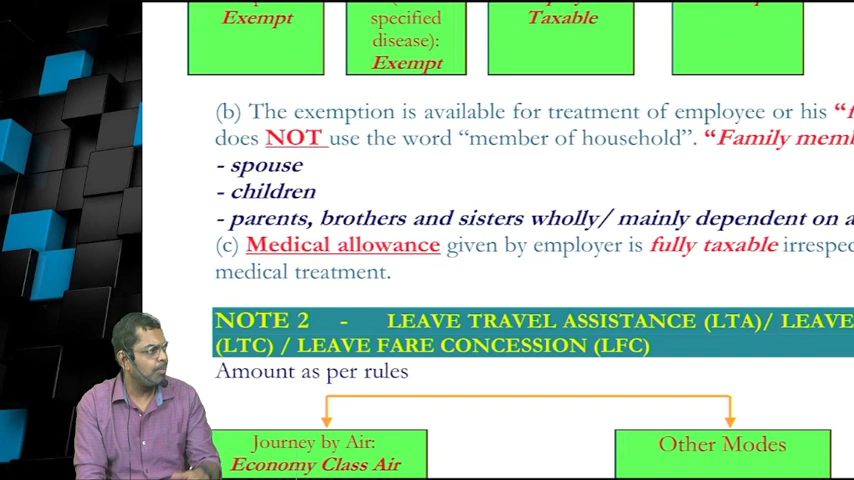 Exempt
specified
disease):
Exempt
Taxable
(b) The exemption is available for treatment of employee or his
does NOT use the word “member of household”. “Family
- spouse
- children
- parents, brothers and sisters wholly/ mainly dependent on
(c) Medical allowance given by employer is fully taxable
medical treatment.
NOTE 2 - LEAVE TRAVEL ASSISTANCE (LTA)/ LEAVE
(LTC) / LEAVE FARE CONCESSION (LFC)
Amount as per rules
Journey by Air:
Economy Class Air
Other Modes